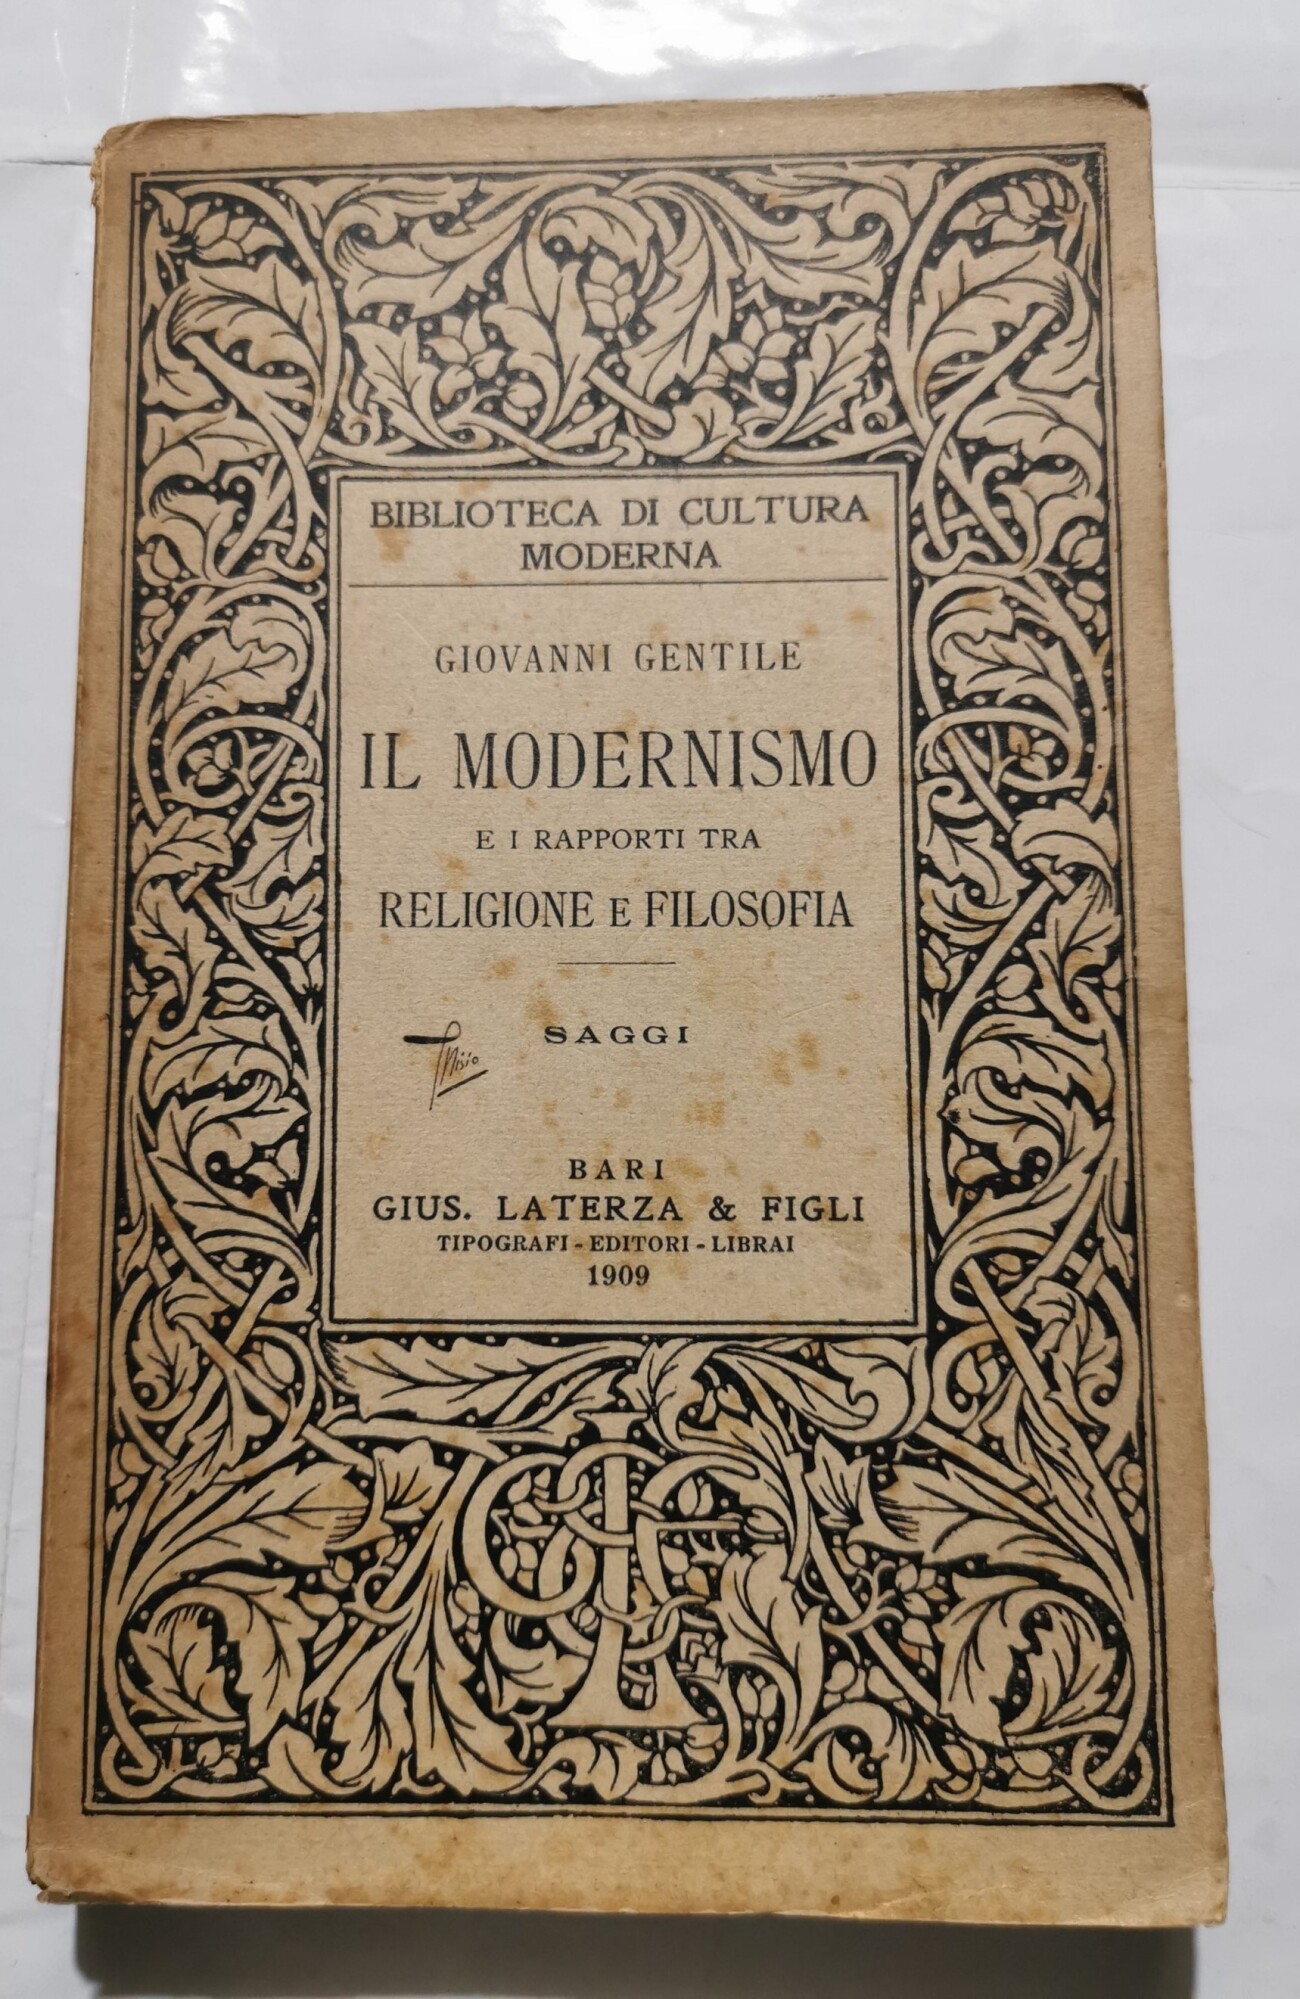 BIBLIOTECA DI CULTURA
MODERNA
GIOVANNI GENTILE
IL MODERNISMO
E I RAPPORTI TRA
RELIGIONE E FILOSOFIA
SAGGI
BARI
GIUS. LATERZA & FIGLI
TIPOGRAFI - EDITORI - LIBRAI
1909